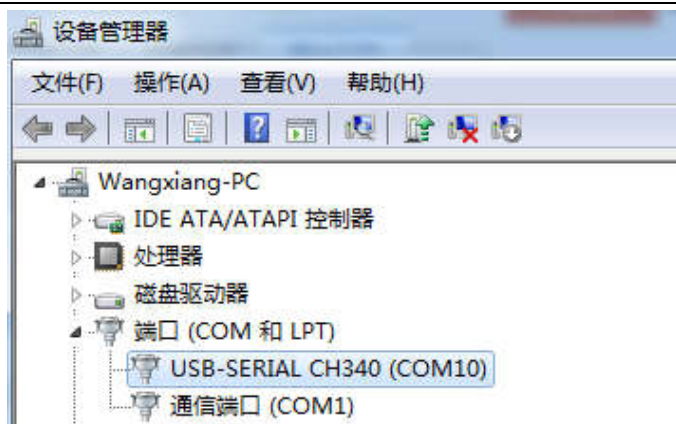 设备管理器
文件(F) 操作(A) 查看(V) 帮助(H)
Wangxiang-PC
IDE ATA/ATAPI 控制器
处理器
磁盘驱动器
端口 (COM 和 LPT)
USB-SERIAL CH340 (COM10)
通信端口 (COM1)